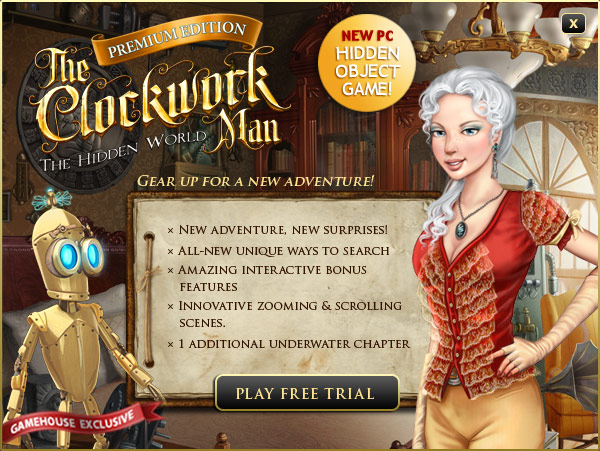 PREMIUM EDITION
The
Clockwork
Man
THE HIDDEN WORLD
NEW PC
HIDDEN
OBJECT
GAME!
X
GEAR UP FOR A NEW ADVENTURE!
× NEW ADVENTURE, NEW SURPRISES!
× ALL-NEW UNIQUE WAYS TO SEARCH
× AMAZING INTERACTIVE BONUS
FEATURES
× INNOVATIVE ZOOMING & SCROLLING
SCENES.
× 1 ADDITIONAL UNDERWATER CHAPTER
PLAY FREE TRIAL
GAMEHOUSE EXCLUSIVE